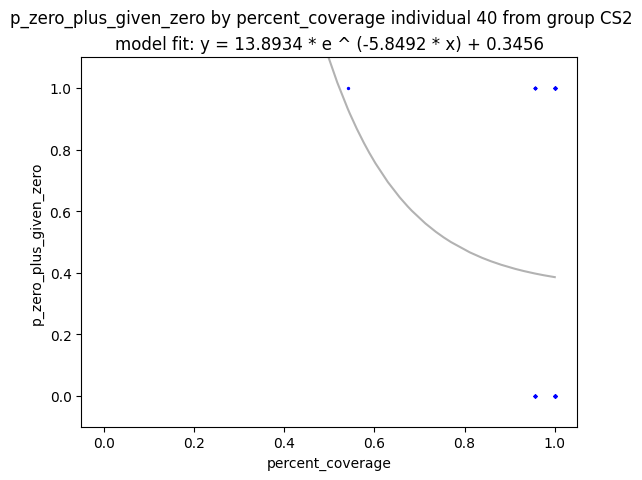 p_zero_plus_given_zero by percent_coverage individual 40 from group CS2
model fit: y = 13.8934 * e ^ (-5.8492 * x) + 0.3456
1.0
0.8
0.6
0.4
0.2
0.0
p_zero_plus_given_zero
0.0 0.2 0.4 0.6 0.8 1.0
percent_coverage